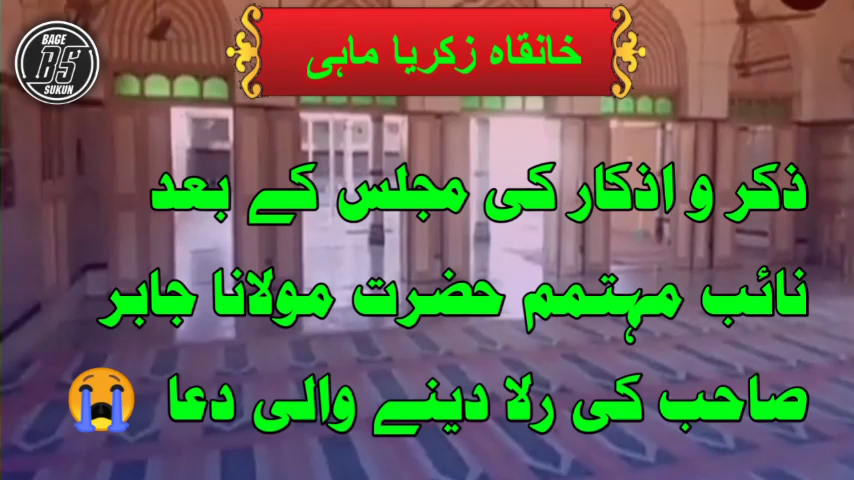 BAGE
BS
SUKUN
خانقاہ زکریا ماہی
ذکر و اذکار کی مجلس کے بعد
نائب مہتمم حضرت مولانا جابر
صاحب کی رلا دینے والی دعا 😭